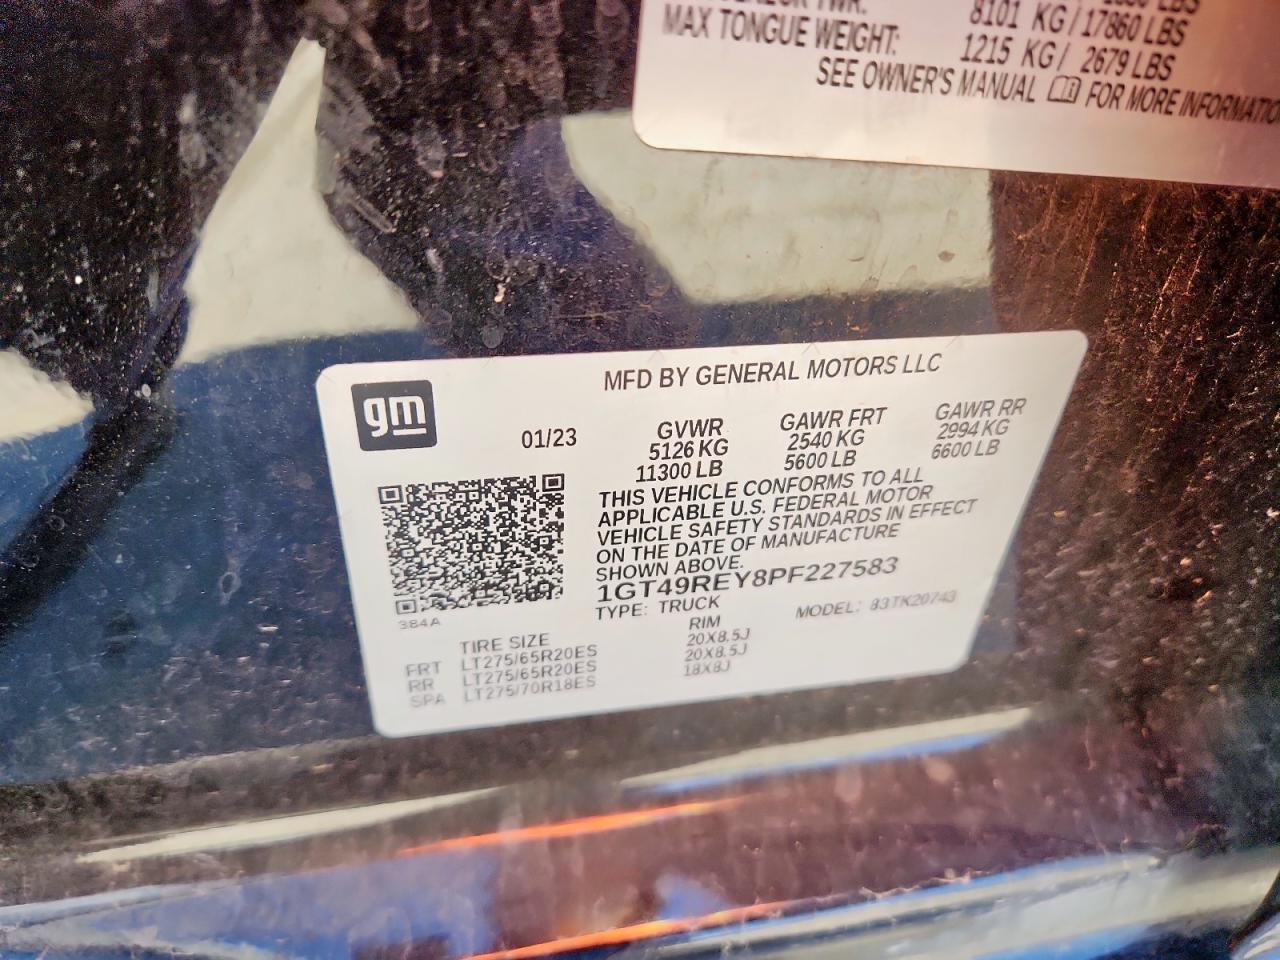 8101 KG/17860 LBS
MAX TONGUE WEIGHT: 1215 KG/ 2679 LBS
SEE OWNER'S MANUAL FOR MORE INFORMATION
gm
MFD BY GENERAL MOTORS LLC
01/23
GVWR GAWR FRT GAWR RR
5126 KG 2540 KG 2994 KG
11300 LB 5600 LB 6600 LB
THIS VEHICLE CONFORMS TO ALL
APPLICABLE U.S. FEDERAL MOTOR
VEHICLE SAFETY STANDARDS IN EFFECT
ON THE DATE OF MANUFACTURE
SHOWN ABOVE.
1GT49REY8PF227583
TYPE: TRUCK MODEL: 83TK20743
384A
TIRE SIZE RIM
FRT LT275/65R20ES 20X8.5J
RR LT275/65R20ES 20X8.5J
SPA LT275/70R18ES 18X8J